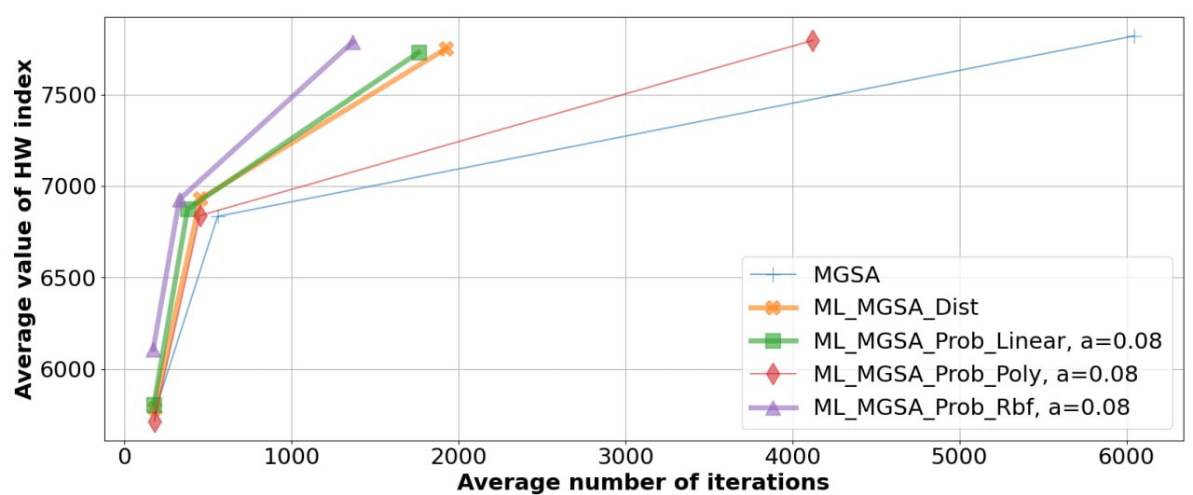 Average value of HW index
7500
7000
6500
6000
MGSA
ML_MGSA_Dist
ML_MGSA_Prob_Linear, a=0.08
ML_MGSA_Prob_Poly, a=0.08
ML_MGSA_Prob_Rbf, a=0.08
0 1000 2000 3000 4000 5000 6000
Average number of iterations